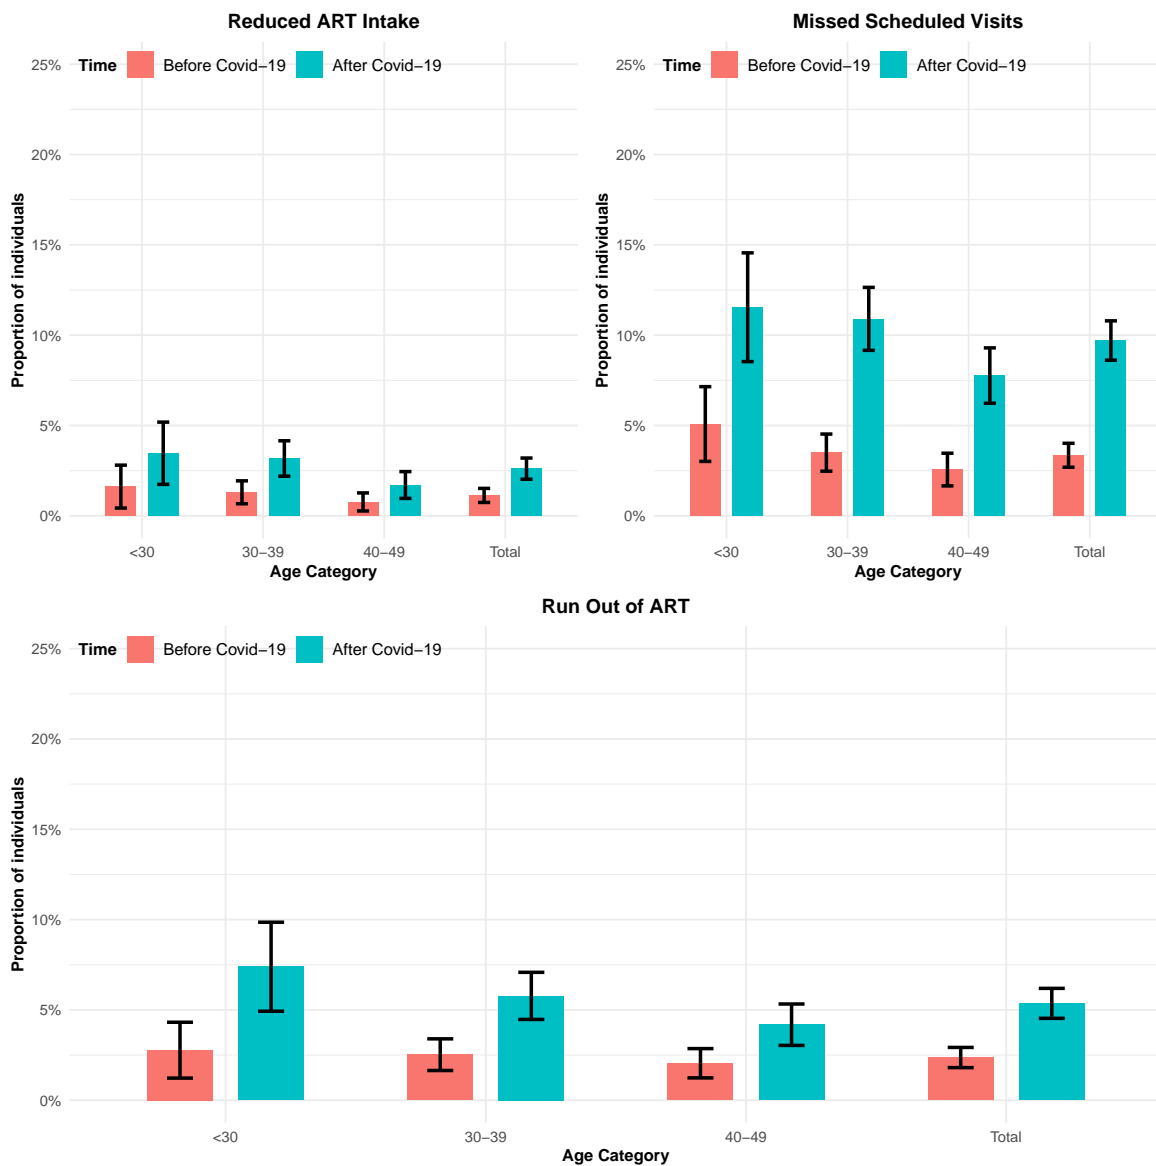 Reduced ART Intake
Time Before Covid−19 After Covid−19
25%
20%
15%
10%
5%
0%
Proportion of individuals
<30 30−39 40−49 Total
Age Category
Missed Scheduled Visits
Time Before Covid−19 After Covid−19
25%
20%
15%
10%
5%
0%
Proportion of individuals
<30 30−39 40−49 Total
Age Category
Run Out of ART
Time Before Covid−19 After Covid−19
25%
20%
15%
10%
5%
0%
Proportion of individuals
<30 30−39 40−49 Total
Age Category